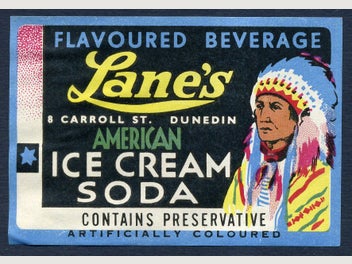 FLAVOURED BEVERAGE
Lane's
8 CARROLL ST. DUNEDIN
AMERICAN
ICE CREAM
SODA
CONTAINS PRESERVATIVE
ARTIFICIALLY COLOURED